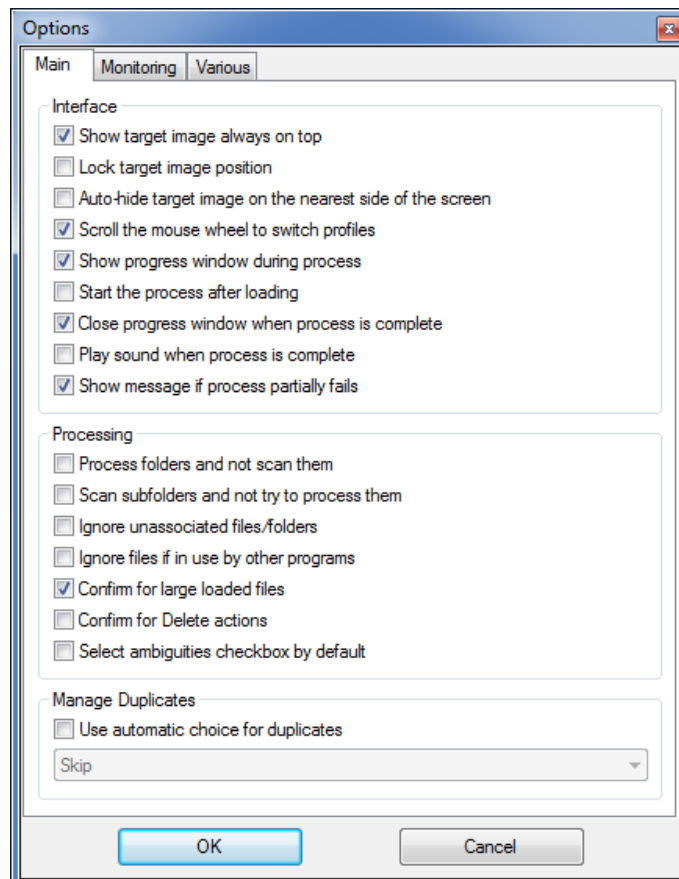 Options
Main Monitoring Various
Interface
Show target image always on top
Lock target image position
Auto-hide target image on the nearest side of the screen
Scroll the mouse wheel to switch profiles
Show progress window during process
Start the process after loading
Close progress window when process is complete
Play sound when process is complete
Show message if process partially fails
Processing
Process folders and not scan them
Scan subfolders and not try to process them
Ignore unassociated files/folders
Ignore files if in use by other programs
Confirm for large loaded files
Confirm for Delete actions
Select ambiguities checkbox by default
Manage Duplicates
Use automatic choice for duplicates
Skip
OK Cancel